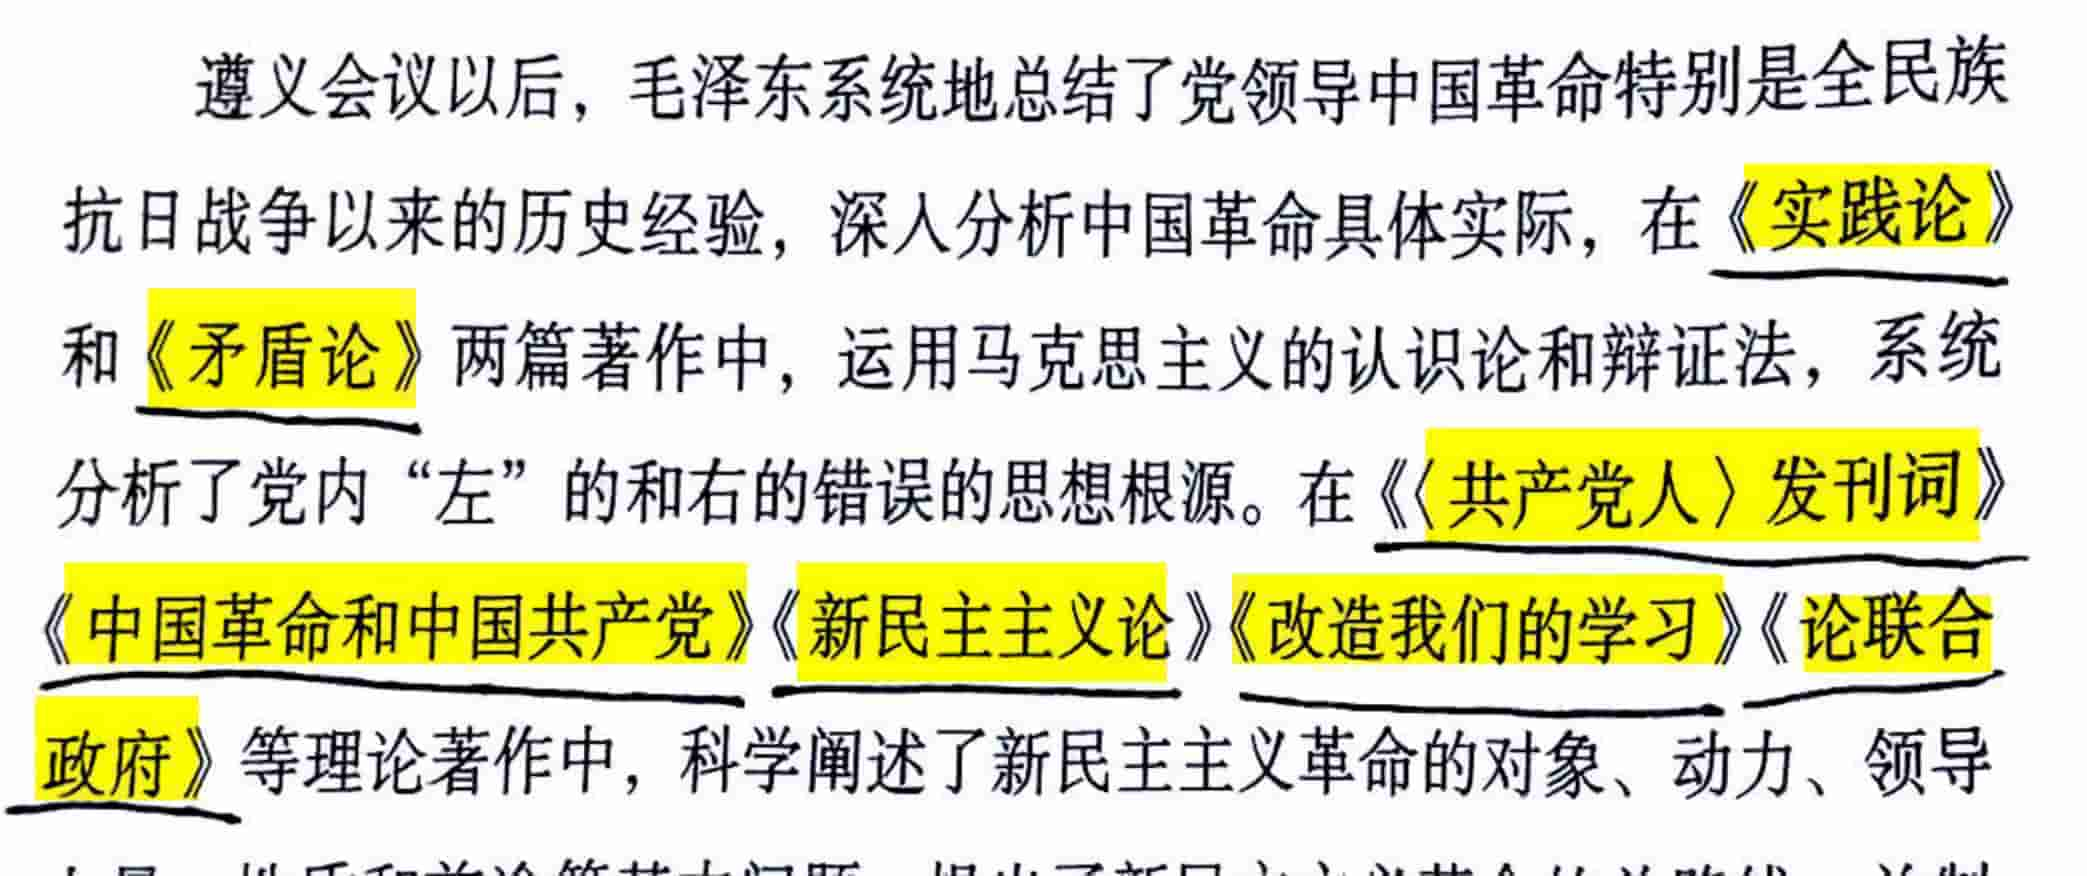 遵义会议以后，毛泽东系统地总结了党领导中国革命特别是全民族
抗日战争以来的历史经验，深入分析中国革命具体实际，在《实践论》
和《矛盾论》两篇著作中，运用马克思主义的认识论和辩证法，系统
分析了党内“左”的和右的错误的思想根源。在《〈共产党人〉发刊词》
《中国革命和中国共产党》《新民主主义论》《改造我们的学习》《论联合
政府》等理论著作中，科学阐述了新民主主义革命的对象、动力、领导